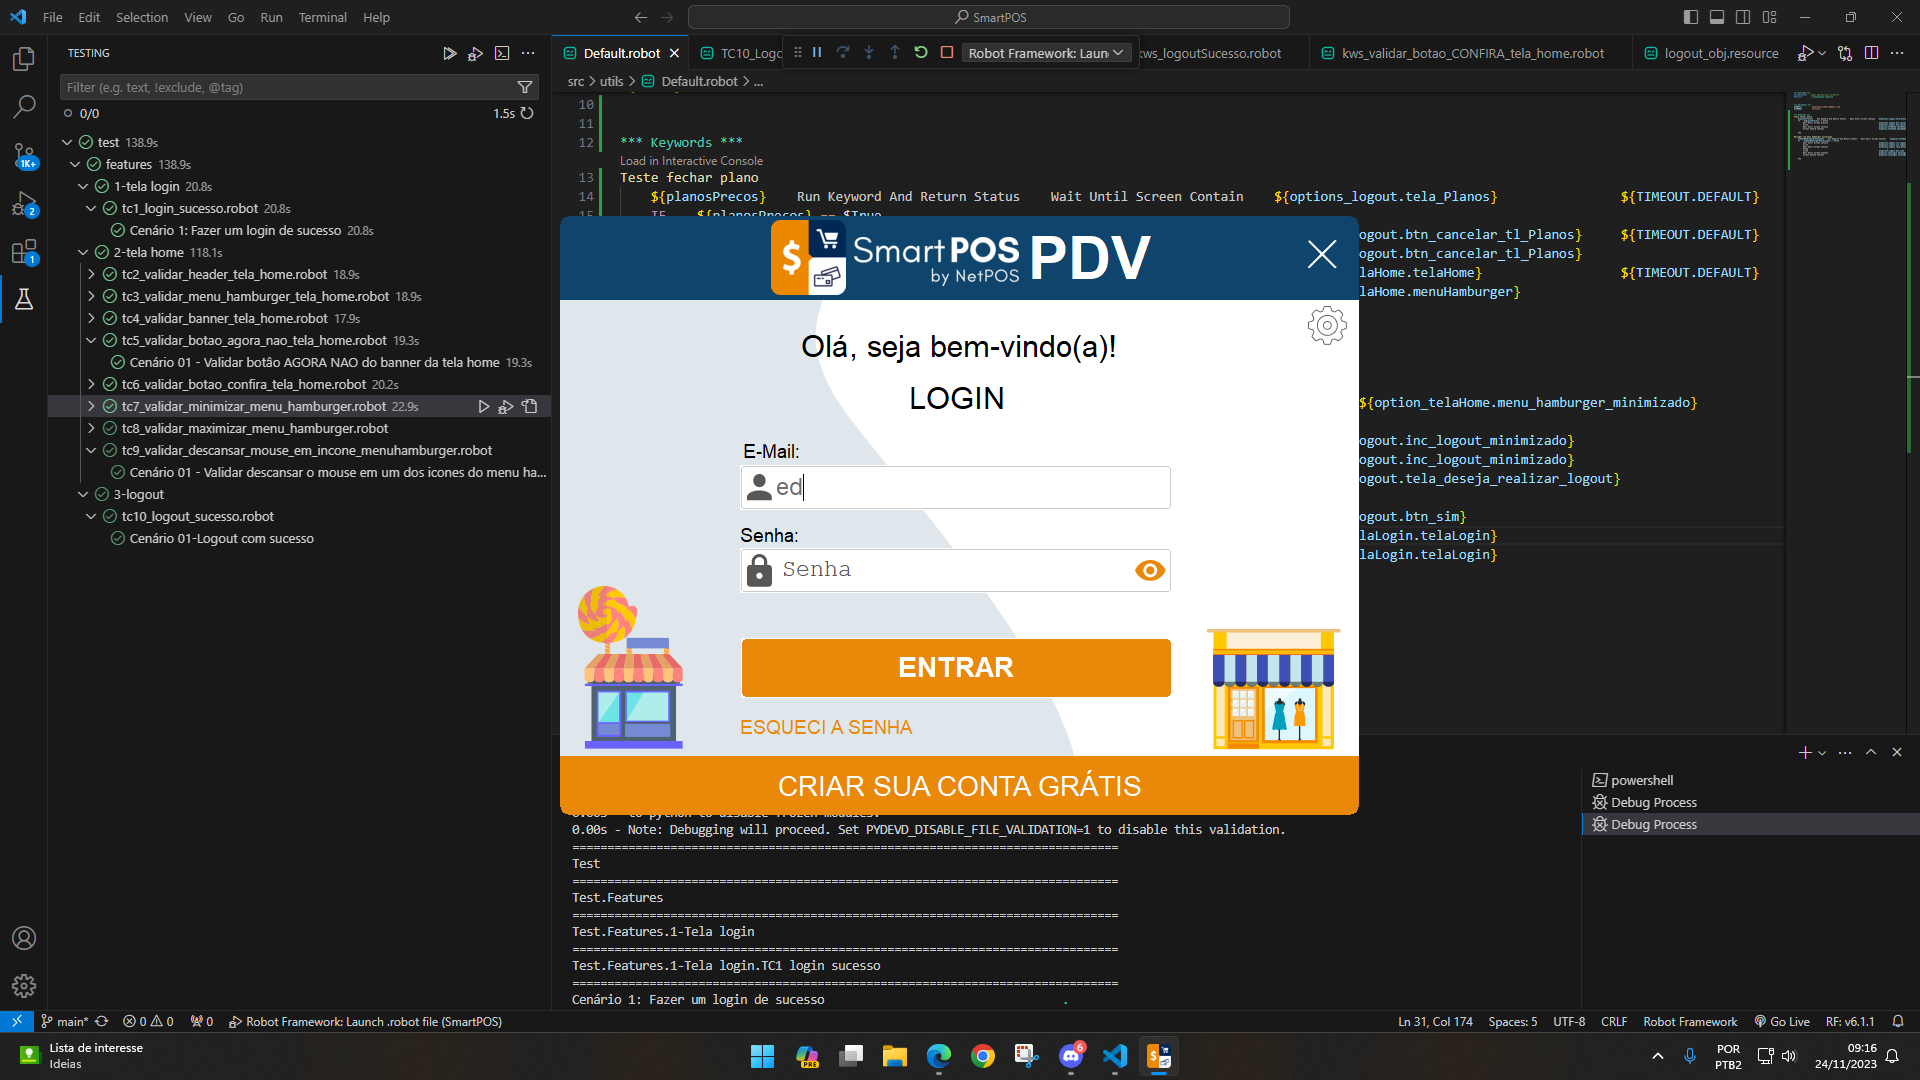 File Edit Selection View Go Run Terminal Help
SmartPOS
TESTING
Default.robot
TC10_Logo
Robot Framework: Laun
kws_logoutSucesso.robot
kws_validar_botao_CONFIRA_tela_home.robot
logout_obj.resource
Filter (e.g. text, !exclude, @tag)
0/0
1.5s
src > utils > Default.robot > ...
test 138.9s
features 138.9s
1-tela login 20.8s
tc1_login_sucesso.robot 20.8s
Cenário 1: Fazer um login de sucesso 20.8s
2-tela home 118.1s
tc2_validar_header_tela_home.robot 18.9s
tc3_validar_menu_hamburger_tela_home.robot 18.9s
tc4_validar_banner_tela_home.robot 17.9s
tc5_validar_botao_agora_nao_tela_home.robot 19.3s
Cenário 01 - Validar botâo AGORA NAO do banner da tela home 19.3s
tc6_validar_botao_confira_tela_home.robot 20.2s
tc7_validar_minimizar_menu_hamburger.robot 22.9s
tc8_validar_maximizar_menu_hamburger.robot
tc9_validar_descansar_mouse_em_incone_menuhamburger.robot
Cenário 01 - Validar descansar o mouse em um dos icones do menu ha...
3-logout
tc10_logout_sucesso.robot
Cenário 01-Logout com sucesso
1K+
2
1
10
11
12 *** Keywords ***
Load in Interactive Console
13 Teste fechar plano
14 ${planosPrecos} Run Keyword And Return Status Wait Until Screen Contain ${options_logout.tela_Planos} ${TIMEOUT.DEFAULT}
15 IF ${planosPrecos} == $True
ogout.btn_cancelar_tl_Planos} ${TIMEOUT.DEFAULT}
ogout.btn_cancelar_tl_Planos}
laHome.telaHome} ${TIMEOUT.DEFAULT}
laHome.menuHamburger}
${option_telaHome.menu_hamburger_minimizado}
ogout.inc_logout_minimizado}
ogout.inc_logout_minimizado}
ogout.tela_deseja_realizar_logout}
ogout.btn_sim}
laLogin.telaLogin}
laLogin.telaLogin}
$ SmartPOS PDV
by NetPOS
Olá, seja bem-vindo(a)!
LOGIN
E-Mail:
ed
Senha:
Senha
ENTRAR
ESQUECI A SENHA
CRIAR SUA CONTA GRÁTIS
powershell
Debug Process
Debug Process
0.00s - to python to disable frozen modules.
0.00s - Note: Debugging will proceed. Set PYDEVD_DISABLE_FILE_VALIDATION=1 to disable this validation.
==============================================================================
Test
==============================================================================
Test.Features
==============================================================================
Test.Features.1-Tela login
==============================================================================
Test.Features.1-Tela login.TC1 login sucesso
==============================================================================
Cenário 1: Fazer um login de sucesso .
main* 0 0 0 Robot Framework: Launch .robot file (SmartPOS)
Ln 31, Col 174 Spaces: 5 UTF-8 CRLF Robot Framework Go Live RF: v6.1.1
Lista de interesse
Ideias
PRE
6
$
POR
PTB2
09:16
24/11/2023